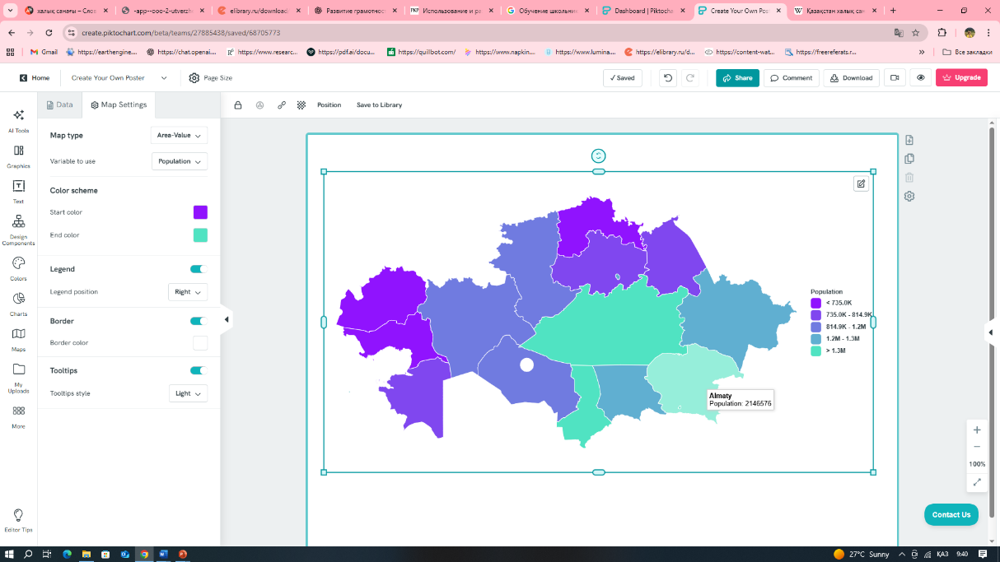 халық санағы – Слов
-app--ooo-2-utverzh
elibrary.ru/download
Развитие грамотнос
Использование и ра
Обучение школьник
Dashboard | Piktocha
Create Your Own Post
Қазақстан халық сан
create.piktochart.com/beta/teams/27885438/saved/68705773
Gmail
https://earthengine....
https://chat.openai....
https://www.researc...
https://pdf.ai/docu...
https://quillbot.com/
https://www.napkin....
https://www.lumina....
https://elibrary.ru/d...
https://content-wat...
https://freereferats.r...
Все закладки
Home
Create Your Own Poster
Page Size
✓ Saved
Share
Comment
Download
Upgrade
Data
Map Settings
Position
Save to Library
AI Tools
Graphics
Text
Design Components
Colors
Charts
Maps
My Uploads
More
Editor Tips
Map type
Area-Value
Variable to use
Population
Color scheme
Start color
End color
Legend
Legend position
Right
Border
Border color
Tooltips
Tooltips style
Light
Population
< 735.0K
735.0K - 814.9K
814.9K - 1.2M
1.2M - 1.3M
> 1.3M
Almaty
Population: 2146576
100%
Contact Us
27°C Sunny
ҚАЗ
9:40